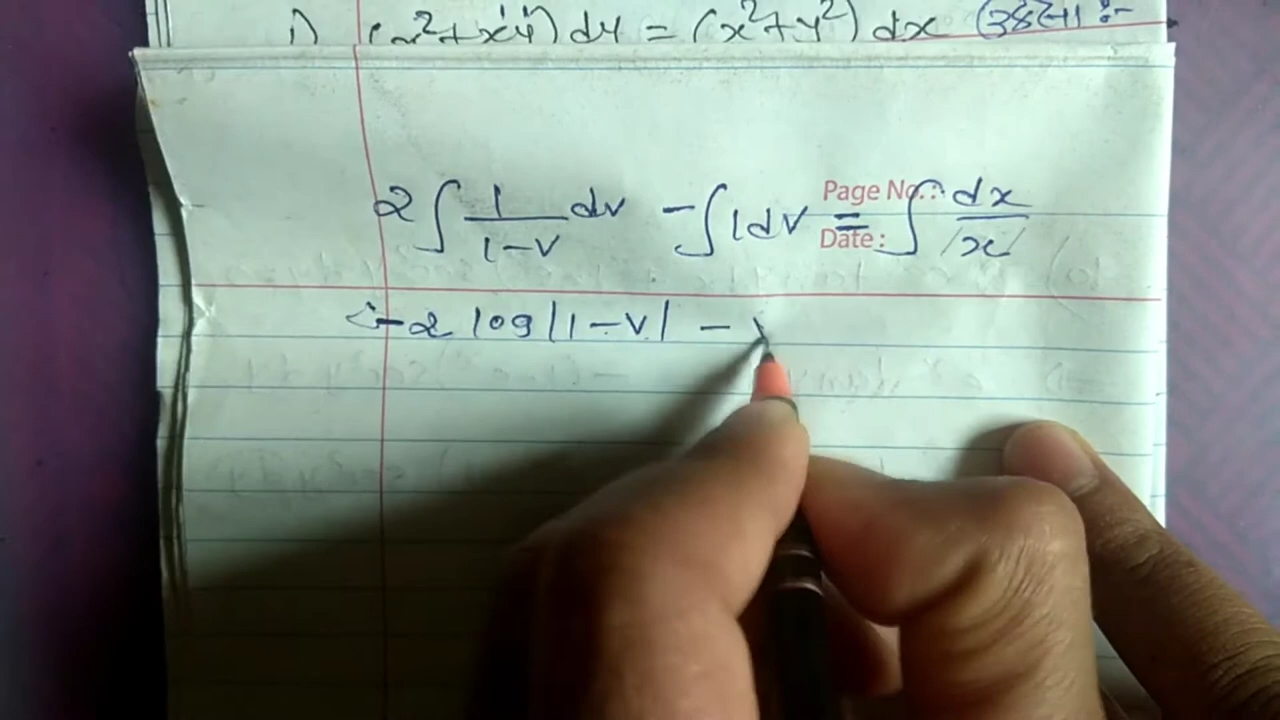 i) (x²+xy) dy = (x²+y²) dx
Page No.:
2∫ 1/(1-v) dv - ∫1dv = ∫ dx/x
Date:
-2 log|1-v| -